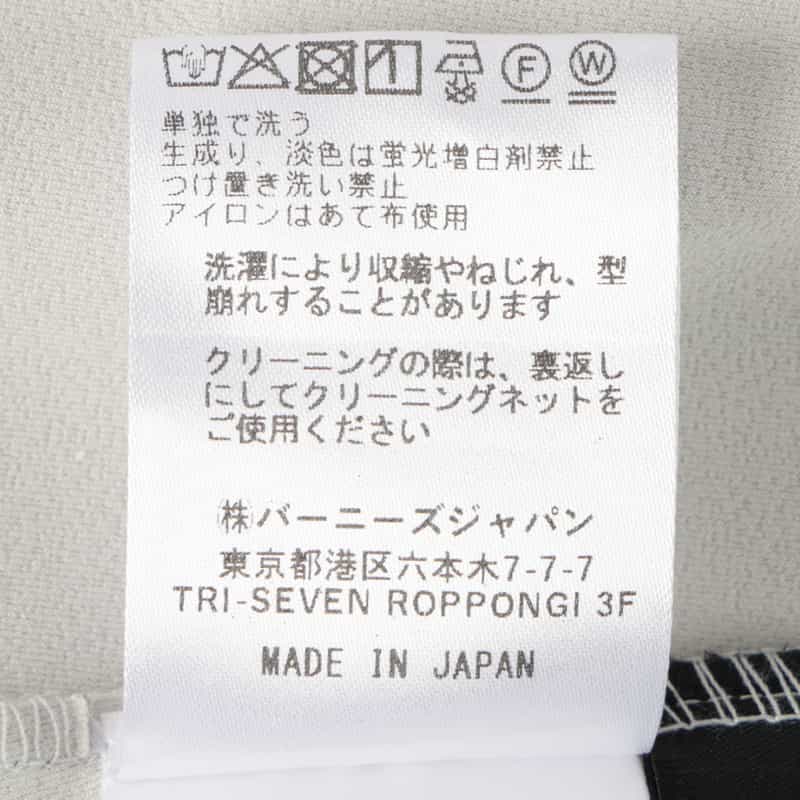 F W
単独で洗う
生成り、淡色は蛍光増白剤禁止
つけ置き洗い禁止
アイロンはあて布使用
洗濯により収縮やねじれ、型
崩れすることがあります
クリーニングの際は、裏返し
にしてクリーニングネットを
ご使用ください
㈱バーニーズジャパン
東京都港区六本木7-7-7
TRI-SEVEN ROPPONGI 3F
MADE IN JAPAN